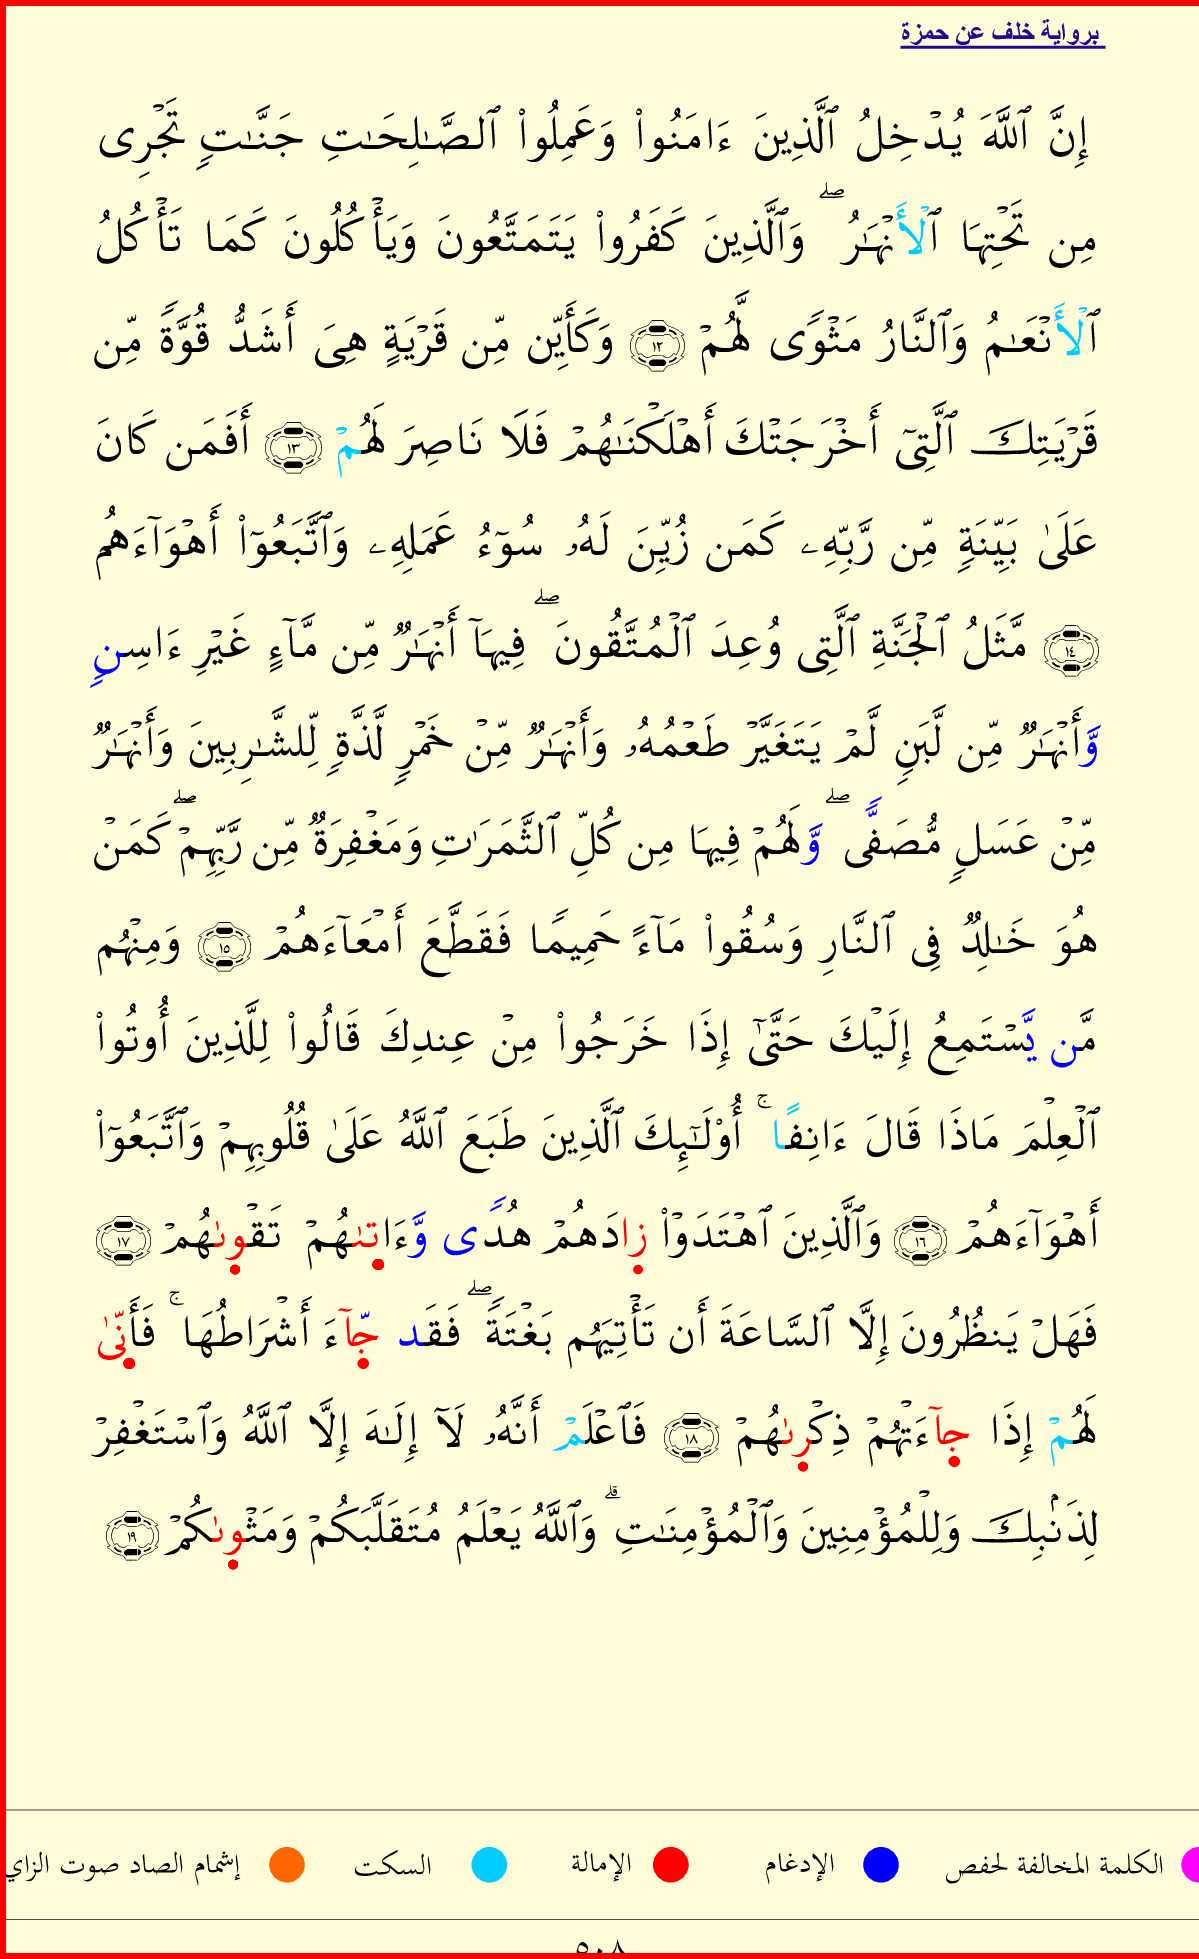 برواية خلف عن حمزة
إِنَّ ٱللَّهَ يُدْخِلُ ٱلَّذِينَ ءَامَنُوا۟ وَعَمِلُوا۟ ٱلصَّـٰلِحَـٰتِ جَنَّـٰتٍ تَجْرِى
مِن تَحْتِهَا ٱلْأَنْهَـٰرُ ۖ وَٱلَّذِينَ كَفَرُوا۟ يَتَمَتَّعُونَ وَيَأْكُلُونَ كَمَا تَأْكُلُ
ٱلْأَنْعَـٰمُ وَٱلنَّارُ مَثْوًى لَّهُمْ ١٢ وَكَأَيِّن مِّن قَرْيَةٍ هِىَ أَشَدُّ قُوَّةً مِّن
قَرْيَتِكَ ٱلَّتِىٓ أَخْرَجَتْكَ أَهْلَكْنَـٰهُمْ فَلَا نَاصِرَ لَهُمْ ١٣ أَفَمَن كَانَ
عَلَىٰ بَيِّنَةٍ مِّن رَّبِّهِۦ كَمَن زُيِّنَ لَهُۥ سُوٓءُ عَمَلِهِۦ وَٱتَّبَعُوٓا۟ أَهْوَآءَهُم
١٤ مَّثَلُ ٱلْجَنَّةِ ٱلَّتِى وُعِدَ ٱلْمُتَّقُونَ ۖ فِيهَآ أَنْهَـٰرٌ مِّن مَّآءٍ غَيْرِ ءَاسِنٍ
وَّأَنْهَـٰرٌ مِّن لَّبَنٍ لَّمْ يَتَغَيَّرْ طَعْمُهُۥ وَأَنْهَـٰرٌ مِّنْ خَمْرٍ لَّذَّةٍ لِّلشَّـٰرِبِينَ وَأَنْهَـٰرٌ
مِّنْ عَسَلٍ مُّصَفًّى ۖ وَّلَهُمْ فِيهَا مِن كُلِّ ٱلثَّمَرَٰتِ وَمَغْفِرَةٌ مِّن رَّبِّهِمْ ۖ كَمَنْ
هُوَ خَـٰلِدٌ فِى ٱلنَّارِ وَسُقُوا۟ مَآءً حَمِيمًا فَقَطَّعَ أَمْعَآءَهُمْ ١٥ وَمِنْهُم
مَّن يَّسْتَمِعُ إِلَيْكَ حَتَّىٰٓ إِذَا خَرَجُوا۟ مِنْ عِندِكَ قَالُوا۟ لِلَّذِينَ أُوتُوا۟
ٱلْعِلْمَ مَاذَا قَالَ ءَانِفًا ۚ أُو۟لَـٰٓئِكَ ٱلَّذِينَ طَبَعَ ٱللَّهُ عَلَىٰ قُلُوبِهِمْ وَٱتَّبَعُوٓا۟
أَهْوَآءَهُمْ ١٦ وَٱلَّذِينَ ٱهْتَدَوْا۟ زَادَهُمْ هُدًى وَّءَاتىٰهُمْ تَقْوىٰهُمْ ١٧
فَهَلْ يَنظُرُونَ إِلَّا ٱلسَّاعَةَ أَن تَأْتِيَهُم بَغْتَةً ۖ فَقَد جَّآءَ أَشْرَاطُهَا ۚ فَأَنّىٰ
لَهُمْ إِذَا جَآءَتْهُمْ ذِكْرىٰهُمْ ١٨ فَٱعْلَمْ أَنَّهُۥ لَآ إِلَـٰهَ إِلَّا ٱللَّهُ وَٱسْتَغْفِرْ
لِذَنۢبِكَ وَلِلْمُؤْمِنِينَ وَٱلْمُؤْمِنَـٰتِ ۗ وَٱللَّهُ يَعْلَمُ مُتَقَلَّبَكُمْ وَمَثْوىٰكُمْ ١٩
الكلمة المخالفة لحفص الإدغام الإمالة السكت إشمام الصاد صوت الزاي
٥٠٨